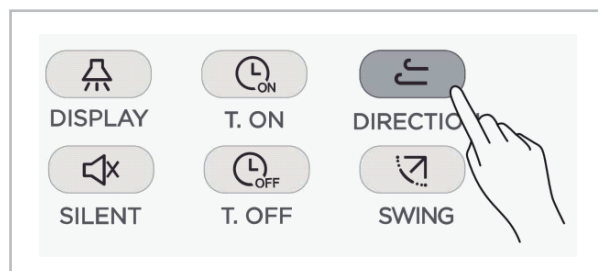 ON
DISPLAY T. ON DIRECTIO
OFF
SILENT T. OFF SWING